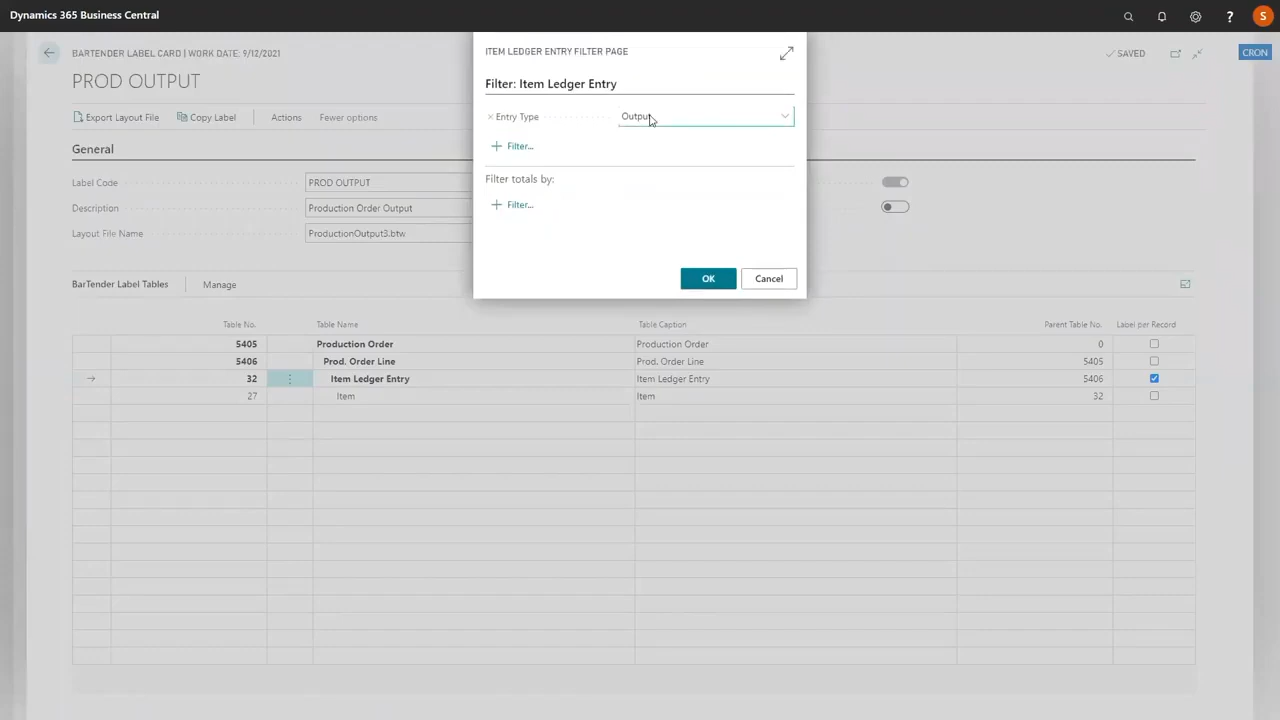 Dynamics 365 Business Central
?
S
BARTENDER LABEL CARD | WORK DATE: 9/12/2021
SAVED
CRON
PROD OUTPUT
Export Layout File
Copy Label
Actions
Fewer options
General
Label Code
PROD OUTPUT
Description
Production Order Output
Layout File Name
ProductionOutput3.btw
ITEM LEDGER ENTRY FILTER PAGE
Filter: Item Ledger Entry
× Entry Type
Output
+ Filter...
Filter totals by:
+ Filter...
OK
Cancel
BarTender Label Tables
Manage
Table No. Table Name Table Caption Parent Table No. Label per Record
5405 Production Order Production Order 0
5406 Prod. Order Line Prod. Order Line 5405
→ 32 Item Ledger Entry Item Ledger Entry 5406
27 Item Item 32